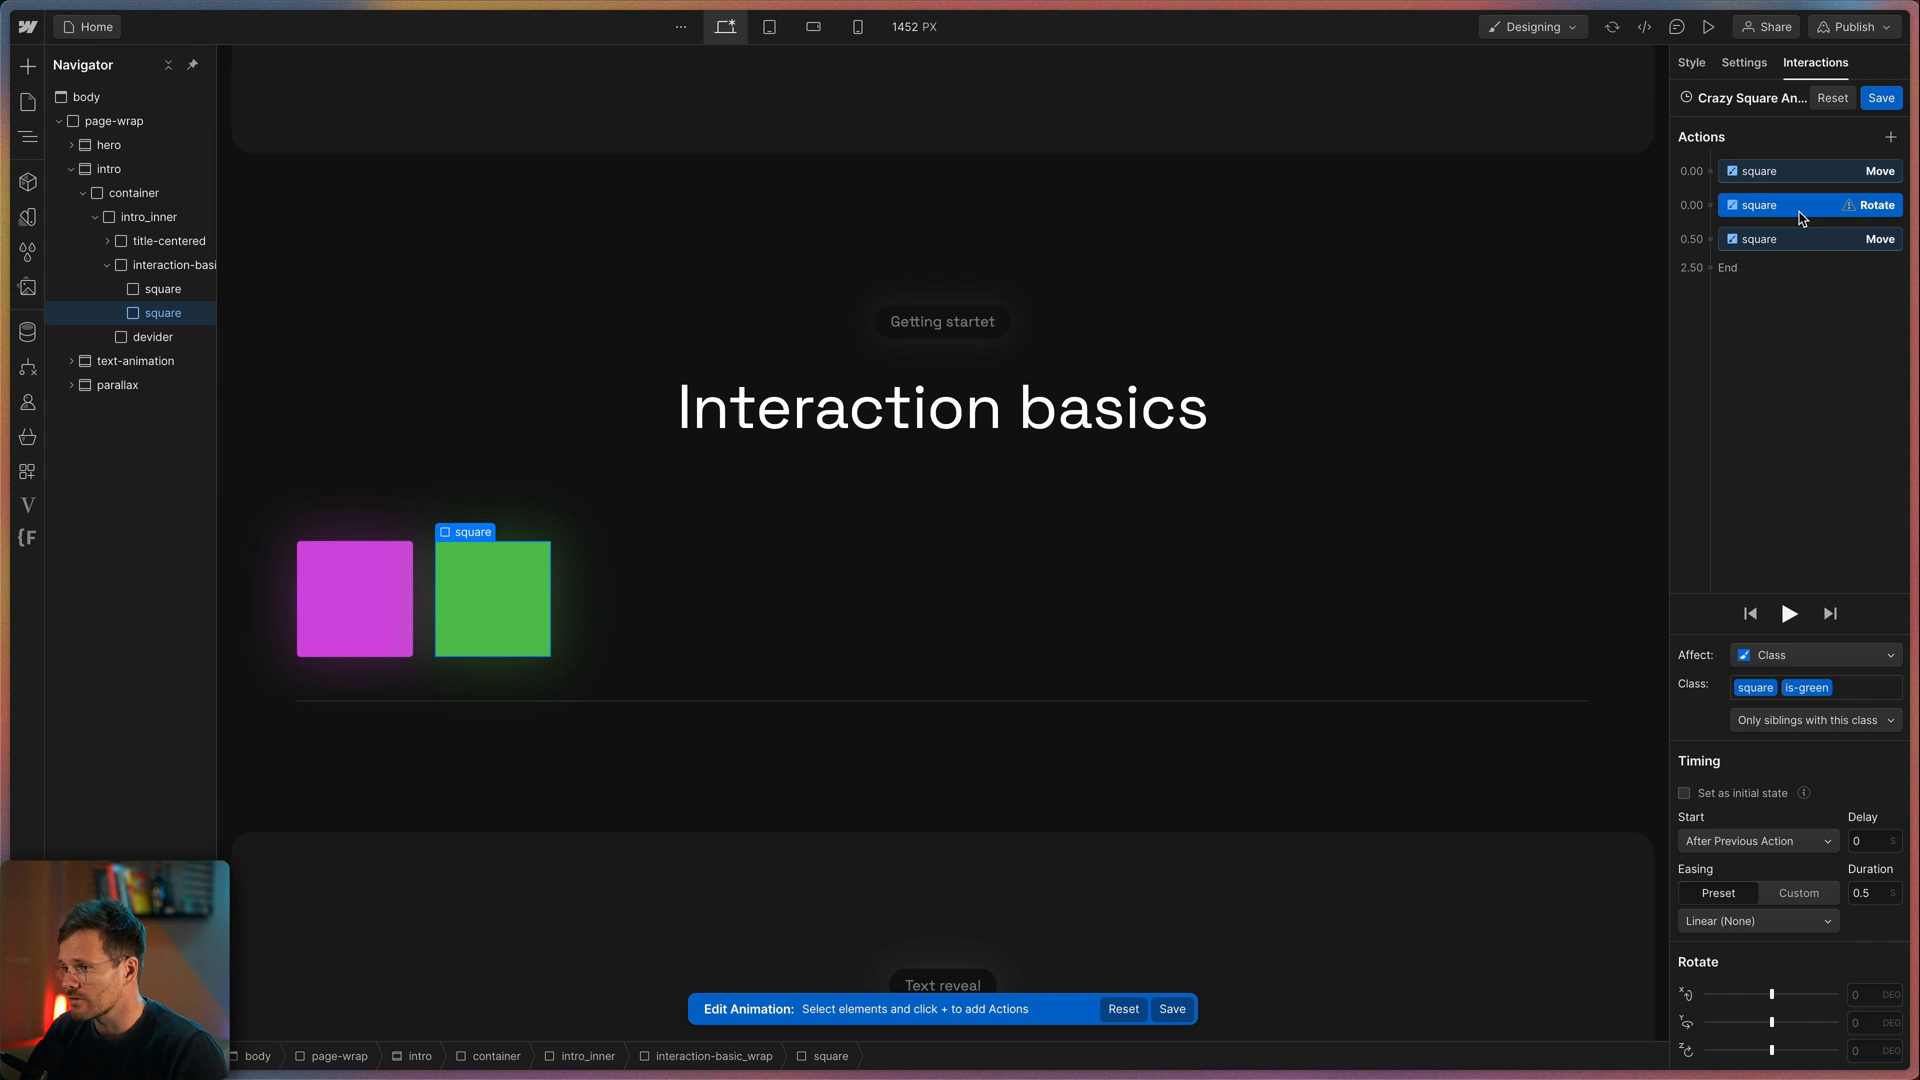 Home
1452 PX
Designing
Share
Publish
Navigator
body
page-wrap
hero
intro
container
intro_inner
title-centered
interaction-basi
square
square
devider
text-animation
parallax
V
{F
Getting startet
Interaction basics
square
Text reveal
Edit Animation: Select elements and click + to add Actions
Reset
Save
body
page-wrap
intro
container
intro_inner
interaction-basic_wrap
square
Style
Settings
Interactions
Crazy Square An...
Reset
Save
Actions
0.00 square Move
0.00 square Rotate
0.50 square Move
2.50 End
Affect: Class
Class: square is-green
Only siblings with this class
Timing
Set as initial state
Start Delay
After Previous Action 0 S
Easing Duration
Preset Custom 0.5 S
Linear (None)
Rotate
X 0 DEG
Y 0 DEG
Z 0 DEG